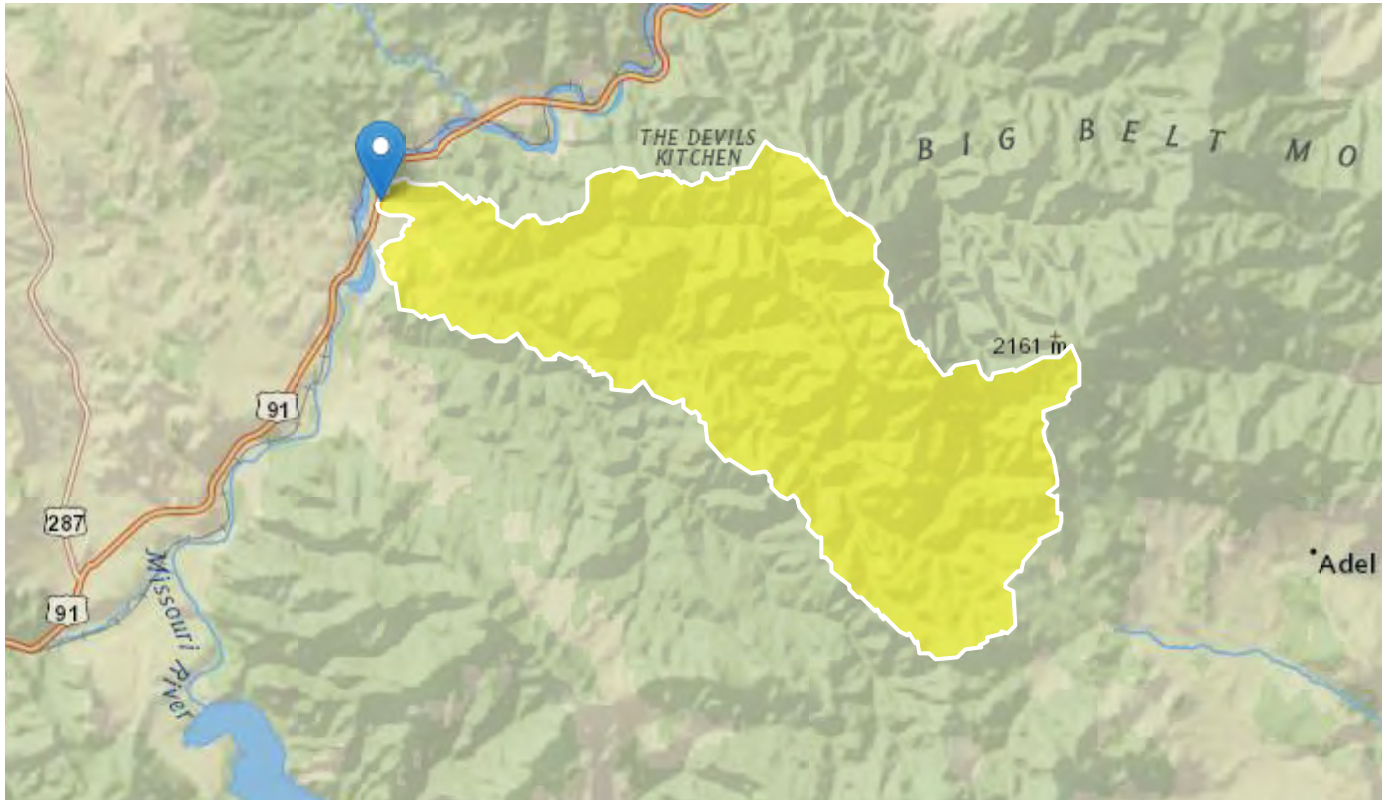 THE DEVILS
KITCHEN
BIG BELT MO
2161 m
91
287
Adel
91
Missouri River